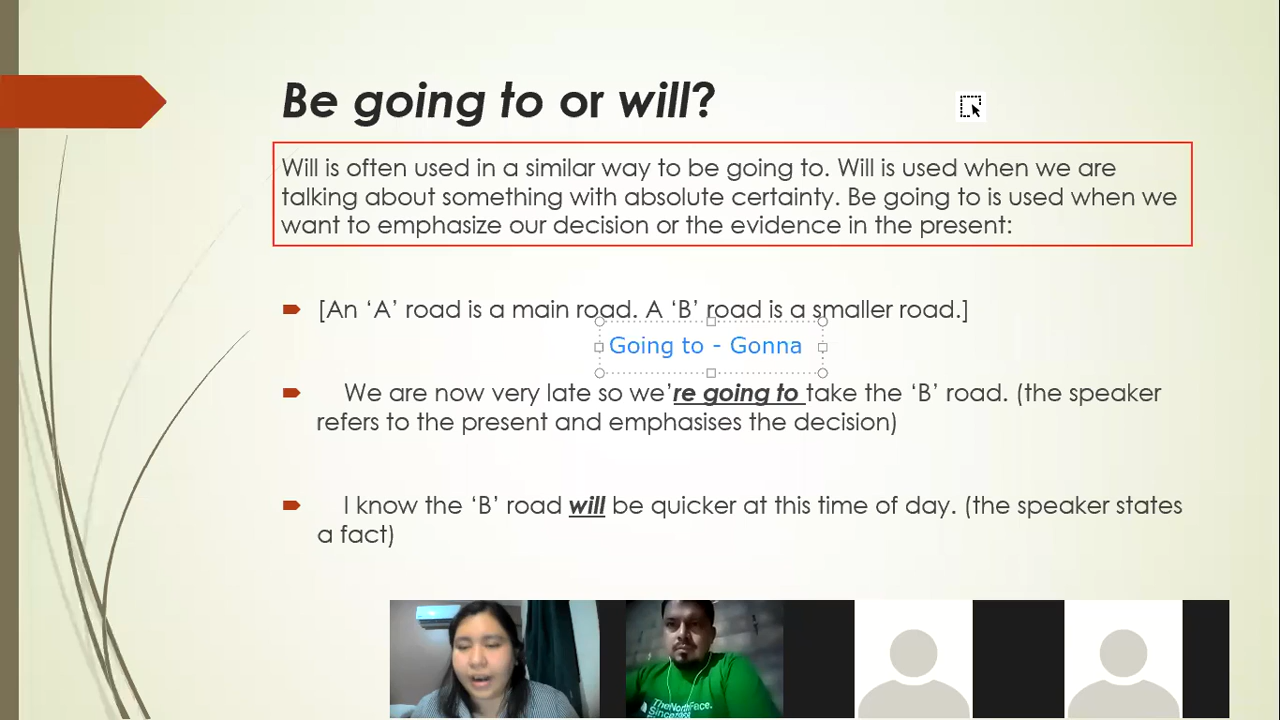 Be going to or will?
Will is often used in a similar way to be going to. Will is used when we are
talking about something with absolute certainty. Be going to is used when we
want to emphasize our decision or the evidence in the present:
[An ‘A’ road is a main road. A ‘B’ road is a smaller road.]
Going to - Gonna
We are now very late so we’re going to take the ‘B’ road. (the speaker
refers to the present and emphasises the decision)
I know the ‘B’ road will be quicker at this time of day. (the speaker states
a fact)
TheNorthFace.